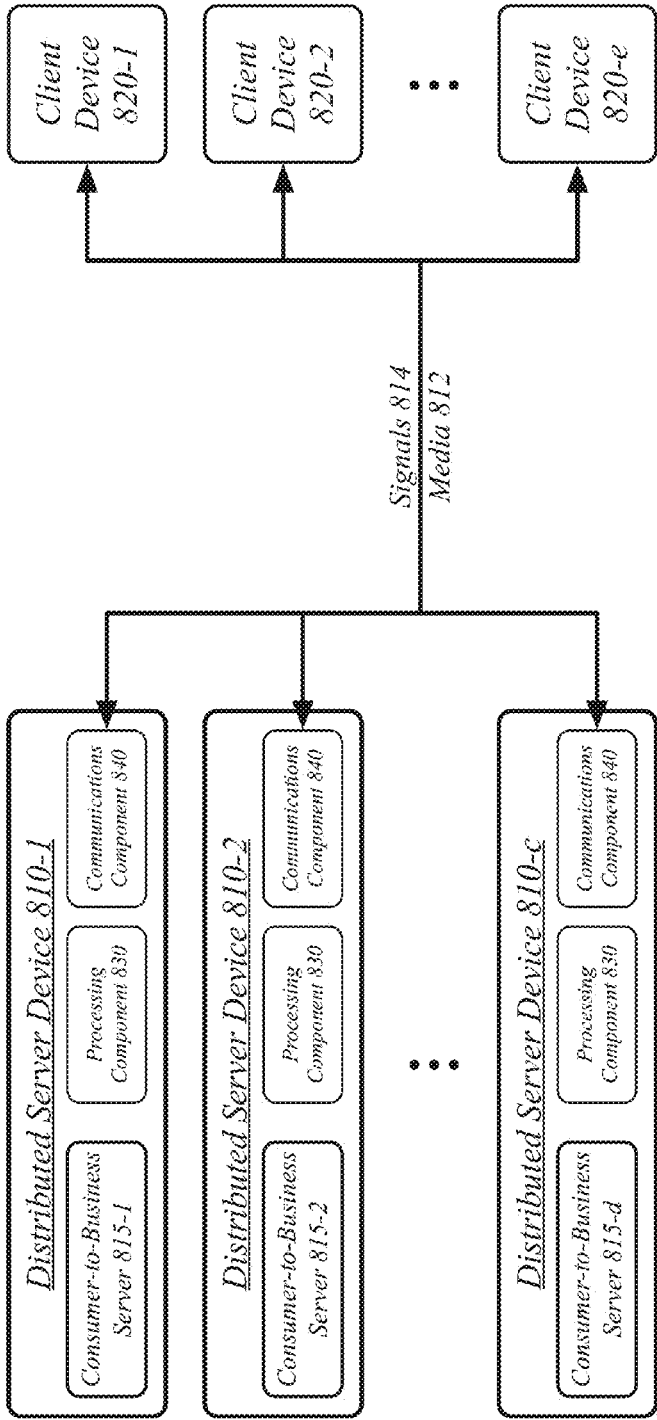 Distributed Server Device 810-1
Consumer-to-Business
Server 815-1
Processing
Component 830
Communications
Component 840
Distributed Server Device 810-2
Consumer-to-Business
Server 815-2
Processing
Component 830
Communications
Component 840
Distributed Server Device 810-c
Consumer-to-Business
Server 815-d
Processing
Component 830
Communications
Component 840
Signals 814
Media 812
Client
Device
820-1
Client
Device
820-2
Client
Device
820-e